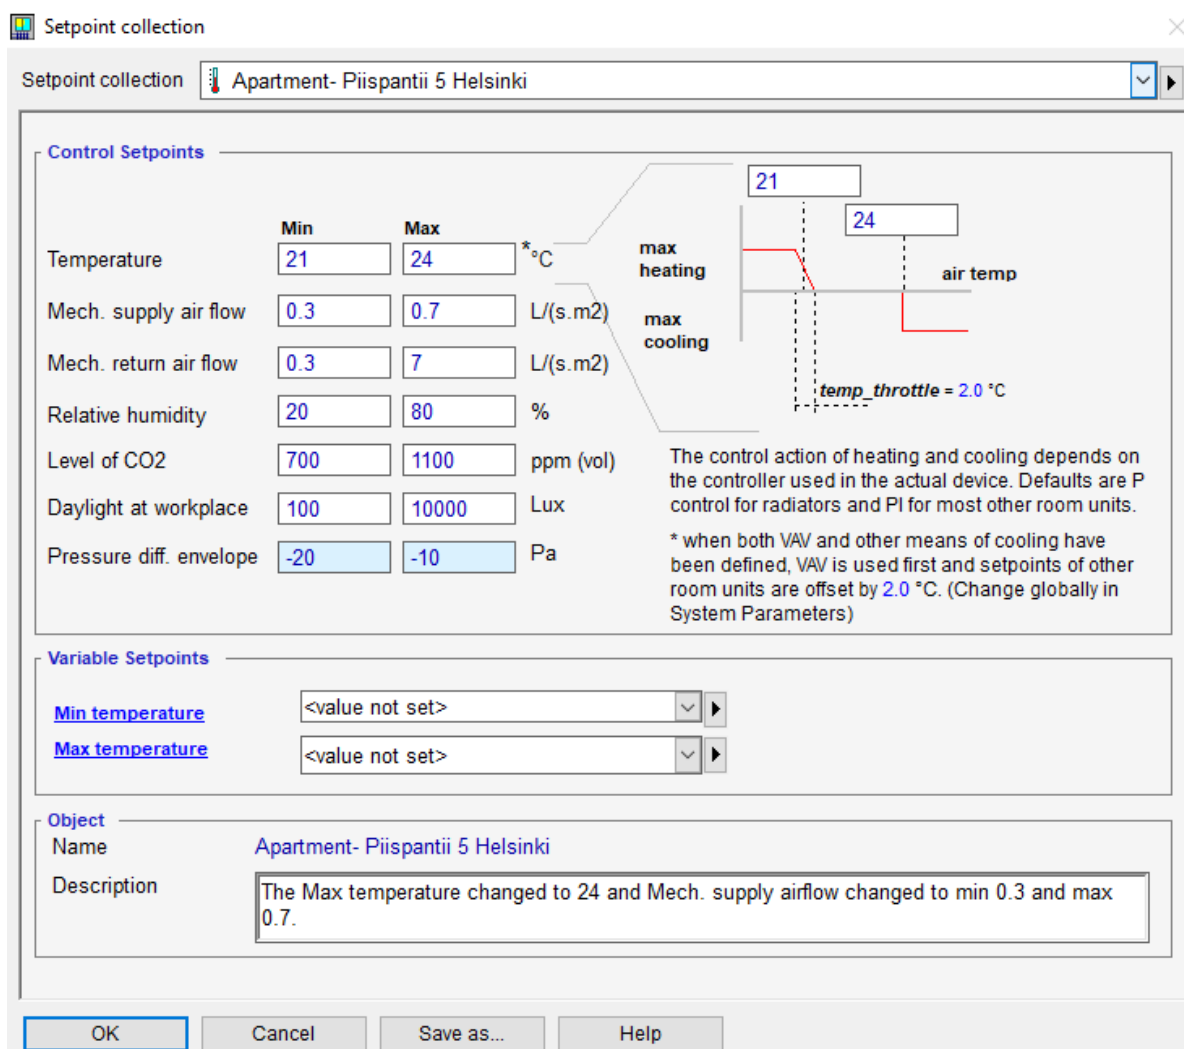 Setpoint collection
Setpoint collection Apartment- Piispantii 5 Helsinki
Control Setpoints
21
24
Min Max
Temperature 21 24 *°C
Mech. supply air flow 0.3 0.7 L/(s.m2)
Mech. return air flow 0.3 7 L/(s.m2)
Relative humidity 20 80 %
Level of CO2 700 1100 ppm (vol)
Daylight at workplace 100 10000 Lux
Pressure diff. envelope -20 -10 Pa
max
heating
air temp
max
cooling
temp_throttle = 2.0 °C
The control action of heating and cooling depends on
the controller used in the actual device. Defaults are P
control for radiators and PI for most other room units.
* when both VAV and other means of cooling have
been defined, VAV is used first and setpoints of other
room units are offset by 2.0 °C. (Change globally in
System Parameters)
Variable Setpoints
Min temperature <value not set>
Max temperature <value not set>
Object
Name Apartment- Piispantii 5 Helsinki
Description The Max temperature changed to 24 and Mech. supply airflow changed to min 0.3 and max
0.7.
OK Cancel Save as... Help